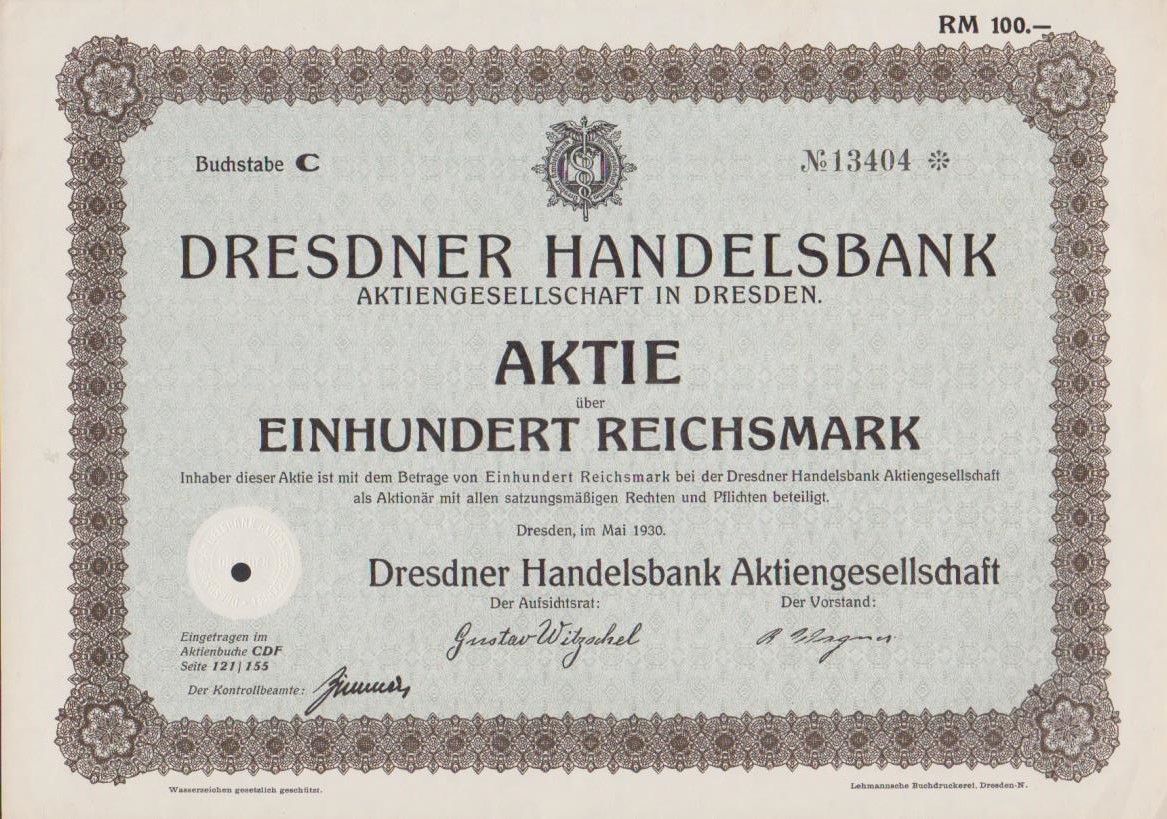 RM 100.—
Buchstabe C
№ 13404 ❊
DRESDNER HANDELSBANK
AKTIENGESELLSCHAFT IN DRESDEN.
AKTIE
über
EINHUNDERT REICHSMARK
Inhaber dieser Aktie ist mit dem Betrage von Einhundert Reichsmark bei der Dresdner Handelsbank Aktiengesellschaft
als Aktionär mit allen satzungsmäßigen Rechten und Pflichten beteiligt.
Dresden, im Mai 1930.
Dresdner Handelsbank Aktiengesellschaft
Der Aufsichtsrat:
Der Vorstand:
Gustav Witzschel
Wagner
Eingetragen im
Aktienbuche CDF
Seite 121 / 155
Der Kontrollbeamte:
Wasserzeichen gesetzlich geschützt.
Lehmannsche Buchdruckerei, Dresden-N.